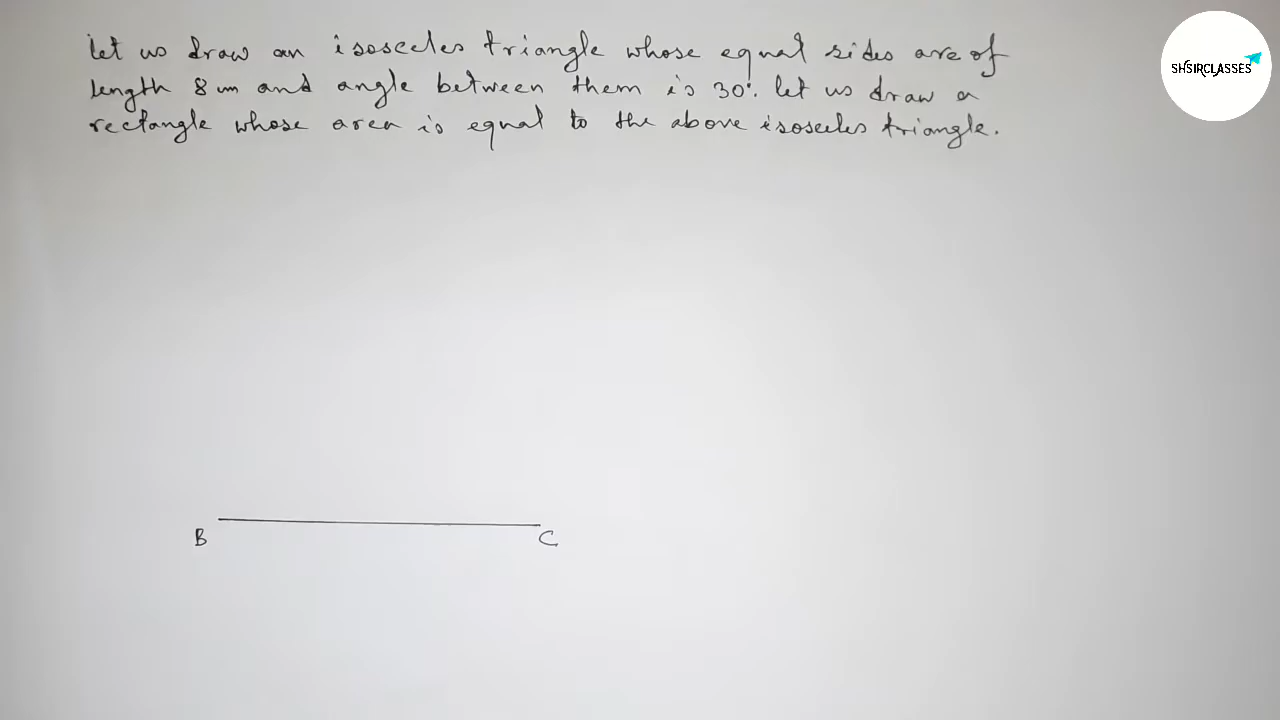 let us draw an isosceles triangle whose equal sides are of
length 8 cm and angle between them is 30°. let us draw a
rectangle whose area is equal to the above isosceles triangle.
SHSIRCLASSES
B
C